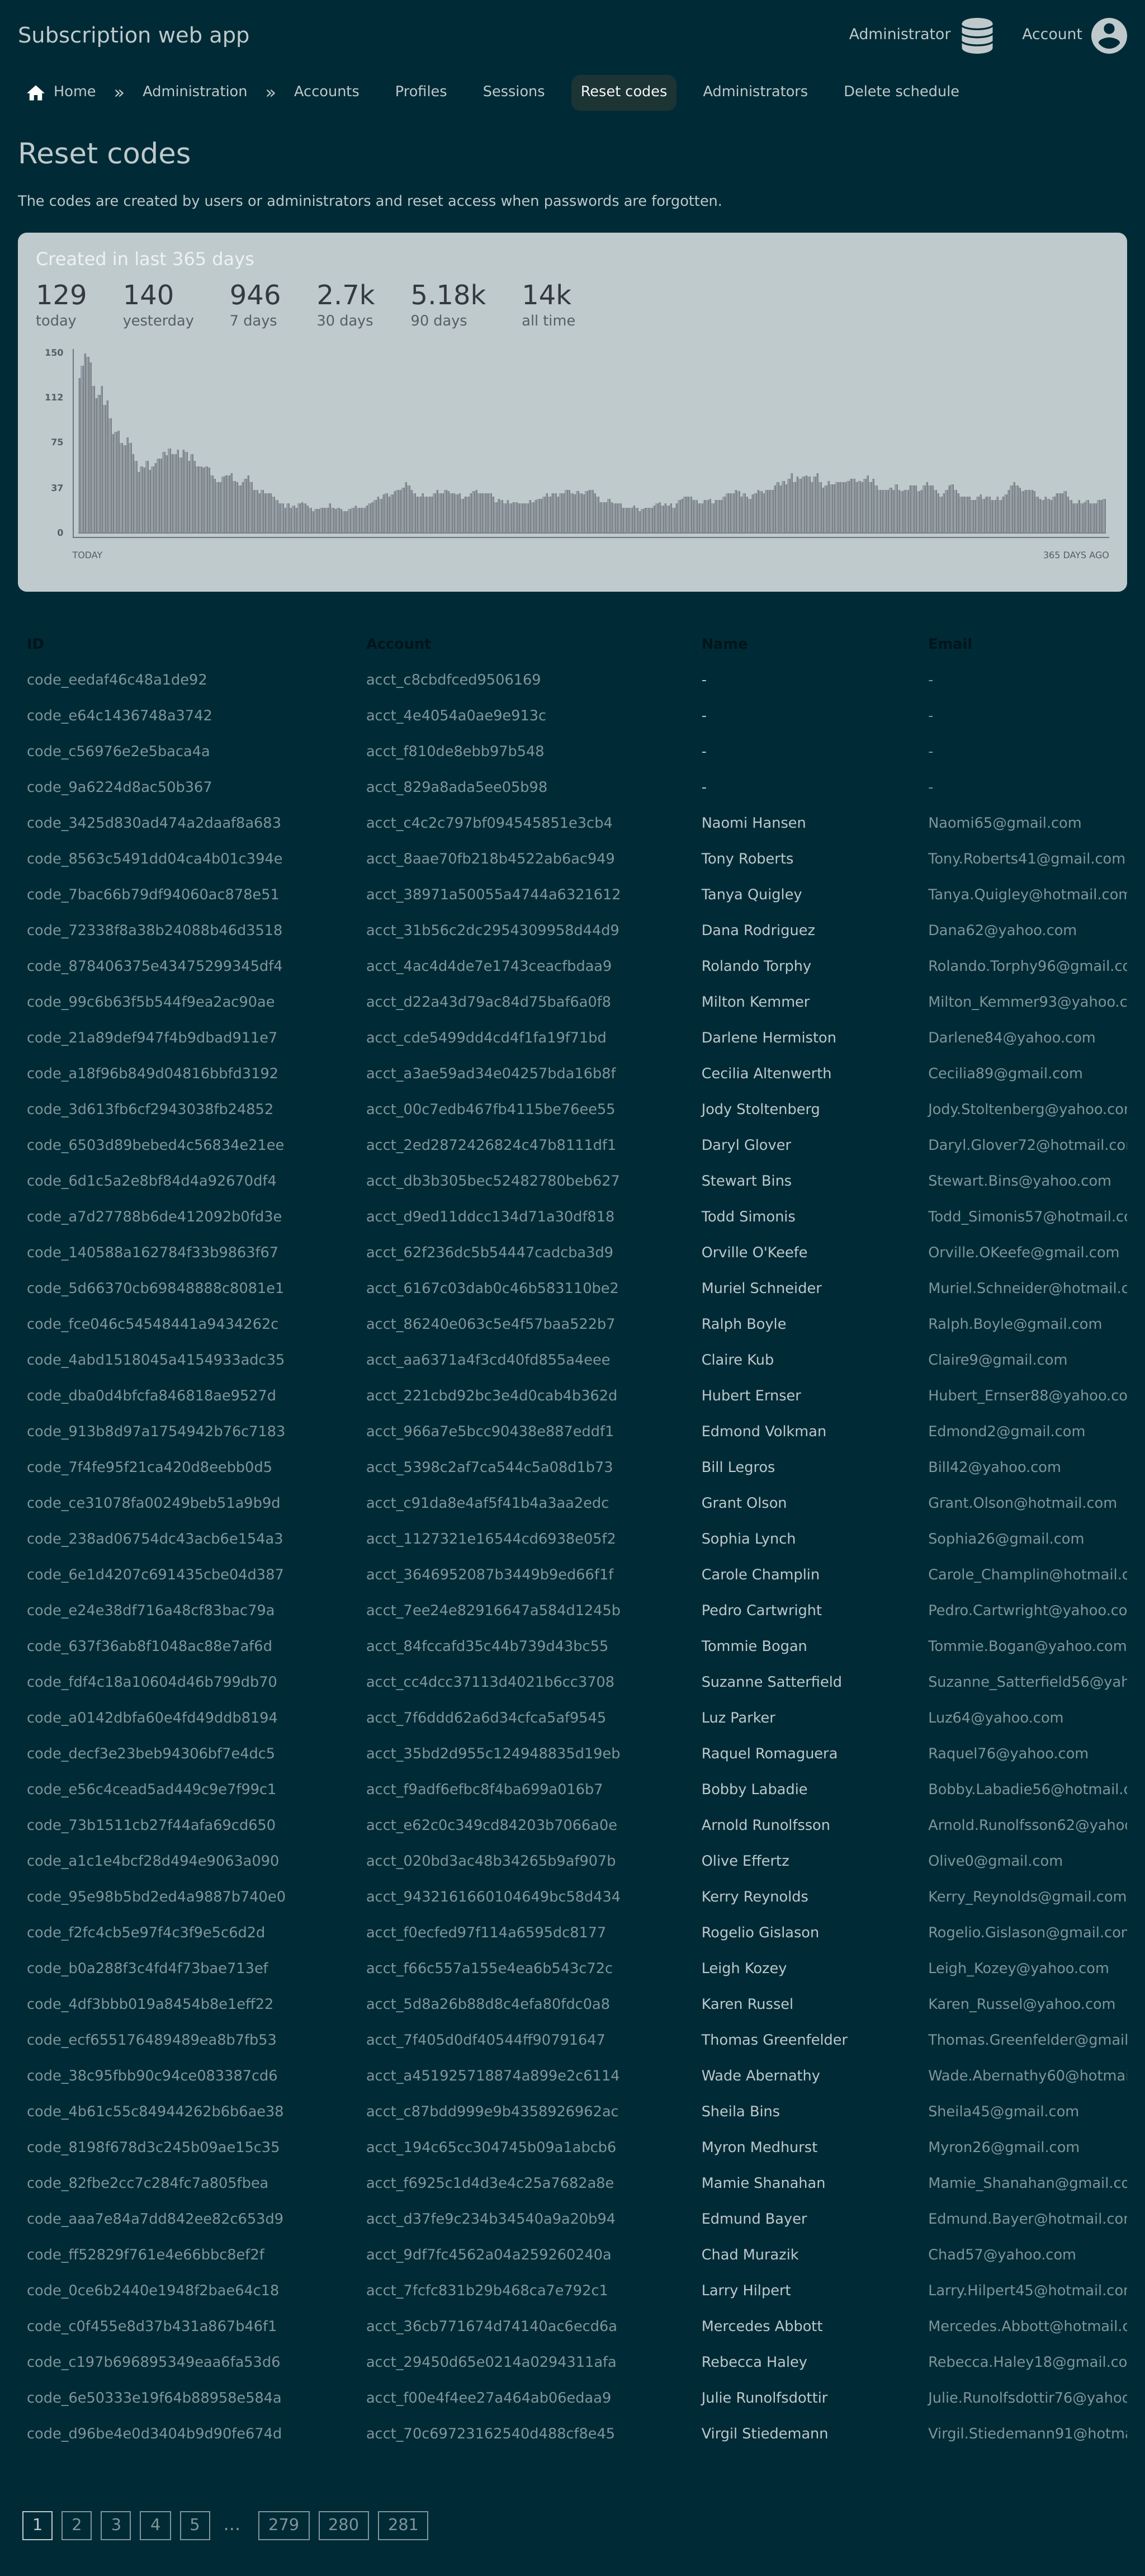 Subscription web app
Administrator
Account
Home » Administration » Accounts Profiles Sessions Reset codes Administrators Delete schedule
Reset codes
The codes are created by users or administrators and reset access when passwords are forgotten.
Created in last 365 days
129 140 946 2.7k 5.18k 14k
today yesterday 7 days 30 days 90 days all time
150
112
75
37
0
TODAY 365 DAYS AGO
ID Account Name Email
code_eedaf46c48a1de92 acct_c8cbdfced9506169 - -
code_e64c1436748a3742 acct_4e4054a0ae9e913c - -
code_c56976e2e5baca4a acct_f810de8ebb97b548 - -
code_9a6224d8ac50b367 acct_829a8ada5ee05b98 - -
code_3425d830ad474a2daaf8a683 acct_c4c2c797bf094545851e3cb4 Naomi Hansen Naomi65@gmail.com
code_8563c5491dd04ca4b01c394e acct_8aae70fb218b4522ab6ac949 Tony Roberts Tony.Roberts41@gmail.com
code_7bac66b79df94060ac878e51 acct_38971a50055a4744a6321612 Tanya Quigley Tanya.Quigley@hotmail.com
code_72338f8a38b24088b46d3518 acct_31b56c2dc2954309958d44d9 Dana Rodriguez Dana62@yahoo.com
code_878406375e43475299345df4 acct_4ac4d4de7e1743ceacfbdaa9 Rolando Torphy Rolando.Torphy96@gmail.cc
code_99c6b63f5b544f9ea2ac90ae acct_d22a43d79ac84d75baf6a0f8 Milton Kemmer Milton_Kemmer93@yahoo.c
code_21a89def947f4b9dbad911e7 acct_cde5499dd4cd4f1fa19f71bd Darlene Hermiston Darlene84@yahoo.com
code_a18f96b849d04816bbfd3192 acct_a3ae59ad34e04257bda16b8f Cecilia Altenwerth Cecilia89@gmail.com
code_3d613fb6cf2943038fb24852 acct_00c7edb467fb4115be76ee55 Jody Stoltenberg Jody.Stoltenberg@yahoo.cor
code_6503d89bebed4c56834e21ee acct_2ed2872426824c47b8111df1 Daryl Glover Daryl.Glover72@hotmail.co
code_6d1c5a2e8bf84d4a92670df4 acct_db3b305bec52482780beb627 Stewart Bins Stewart.Bins@yahoo.com
code_a7d27788b6de412092b0fd3e acct_d9ed11ddcc134d71a30df818 Todd Simonis Todd_Simonis57@hotmail.cc
code_140588a162784f33b9863f67 acct_62f236dc5b54447cadcba3d9 Orville O'Keefe Orville.OKeefe@gmail.com
code_5d66370cb69848888c8081e1 acct_6167c03dab0c46b583110be2 Muriel Schneider Muriel.Schneider@hotmail.c
code_fce046c54548441a9434262c acct_86240e063c5e4f57baa522b7 Ralph Boyle Ralph.Boyle@gmail.com
code_4abd1518045a4154933adc35 acct_aa6371a4f3cd40fd855a4eee Claire Kub Claire9@gmail.com
code_dba0d4bfcfa846818ae9527d acct_221cbd92bc3e4d0cab4b362d Hubert Ernser Hubert_Ernser88@yahoo.co
code_913b8d97a1754942b76c7183 acct_966a7e5bcc90438e887eddf1 Edmond Volkman Edmond2@gmail.com
code_7f4fe95f21ca420d8eebb0d5 acct_5398c2af7ca544c5a08d1b73 Bill Legros Bill42@yahoo.com
code_ce31078fa00249beb51a9b9d acct_c91da8e4af5f41b4a3aa2edc Grant Olson Grant.Olson@hotmail.com
code_238ad06754dc43acb6e154a3 acct_1127321e16544cd6938e05f2 Sophia Lynch Sophia26@gmail.com
code_6e1d4207c691435cbe04d387 acct_3646952087b3449b9ed66f1f Carole Champlin Carole_Champlin@hotmail.c
code_e24e38df716a48cf83bac79a acct_7ee24e82916647a584d1245b Pedro Cartwright Pedro.Cartwright@yahoo.co
code_637f36ab8f1048ac88e7af6d acct_84fccafd35c44b739d43bc55 Tommie Bogan Tommie.Bogan@yahoo.com
code_fdf4c18a10604d46b799db70 acct_cc4dcc37113d4021b6cc3708 Suzanne Satterfield Suzanne_Satterfield56@yah
code_a0142dbfa60e4fd49ddb8194 acct_7f6ddd62a6d34cfca5af9545 Luz Parker Luz64@yahoo.com
code_decf3e23beb94306bf7e4dc5 acct_35bd2d955c124948835d19eb Raquel Romaguera Raquel76@yahoo.com
code_e56c4cead5ad449c9e7f99c1 acct_f9adf6efbc8f4ba699a016b7 Bobby Labadie Bobby.Labadie56@hotmail.c
code_73b1511cb27f44afa69cd650 acct_e62c0c349cd84203b7066a0e Arnold Runolfsson Arnold.Runolfsson62@yahoo
code_a1c1e4bcf28d494e9063a090 acct_020bd3ac48b34265b9af907b Olive Effertz Olive0@gmail.com
code_95e98b5bd2ed4a9887b740e0 acct_9432161660104649bc58d434 Kerry Reynolds Kerry_Reynolds@gmail.com
code_f2fc4cb5e97f4c3f9e5c6d2d acct_f0ecfed97f114a6595dc8177 Rogelio Gislason Rogelio.Gislason@gmail.con
code_b0a288f3c4fd4f73bae713ef acct_f66c557a155e4ea6b543c72c Leigh Kozey Leigh_Kozey@yahoo.com
code_4df3bbb019a8454b8e1eff22 acct_5d8a26b88d8c4efa80fdc0a8 Karen Russel Karen_Russel@yahoo.com
code_ecf655176489489ea8b7fb53 acct_7f405d0df40544ff90791647 Thomas Greenfelder Thomas.Greenfelder@gmail
code_38c95fbb90c94ce083387cd6 acct_a451925718874a899e2c6114 Wade Abernathy Wade.Abernathy60@hotmai
code_4b61c55c84944262b6b6ae38 acct_c87bdd999e9b4358926962ac Sheila Bins Sheila45@gmail.com
code_8198f678d3c245b09ae15c35 acct_194c65cc304745b09a1abcb6 Myron Medhurst Myron26@gmail.com
code_82fbe2cc7c284fc7a805fbea acct_f6925c1d4d3e4c25a7682a8e Mamie Shanahan Mamie_Shanahan@gmail.cc
code_aaa7e84a7dd842ee82c653d9 acct_d37fe9c234b34540a9a20b94 Edmund Bayer Edmund.Bayer@hotmail.cor
code_ff52829f761e4e66bbc8ef2f acct_9df7fc4562a04a259260240a Chad Murazik Chad57@yahoo.com
code_0ce6b2440e1948f2bae64c18 acct_7fcfc831b29b468ca7e792c1 Larry Hilpert Larry.Hilpert45@hotmail.cor
code_c0f455e8d37b431a867b46f1 acct_36cb771674d74140ac6ecd6a Mercedes Abbott Mercedes.Abbott@hotmail.c
code_c197b696895349eaa6fa53d6 acct_29450d65e0214a0294311afa Rebecca Haley Rebecca.Haley18@gmail.co
code_6e50333e19f64b88958e584a acct_f00e4f4ee27a464ab06edaa9 Julie Runolfsdottir Julie.Runolfsdottir76@yahoo
code_d96be4e0d3404b9d90fe674d acct_70c69723162540d488cf8e45 Virgil Stiedemann Virgil.Stiedemann91@hotma
1 2 3 4 5 ... 279 280 281